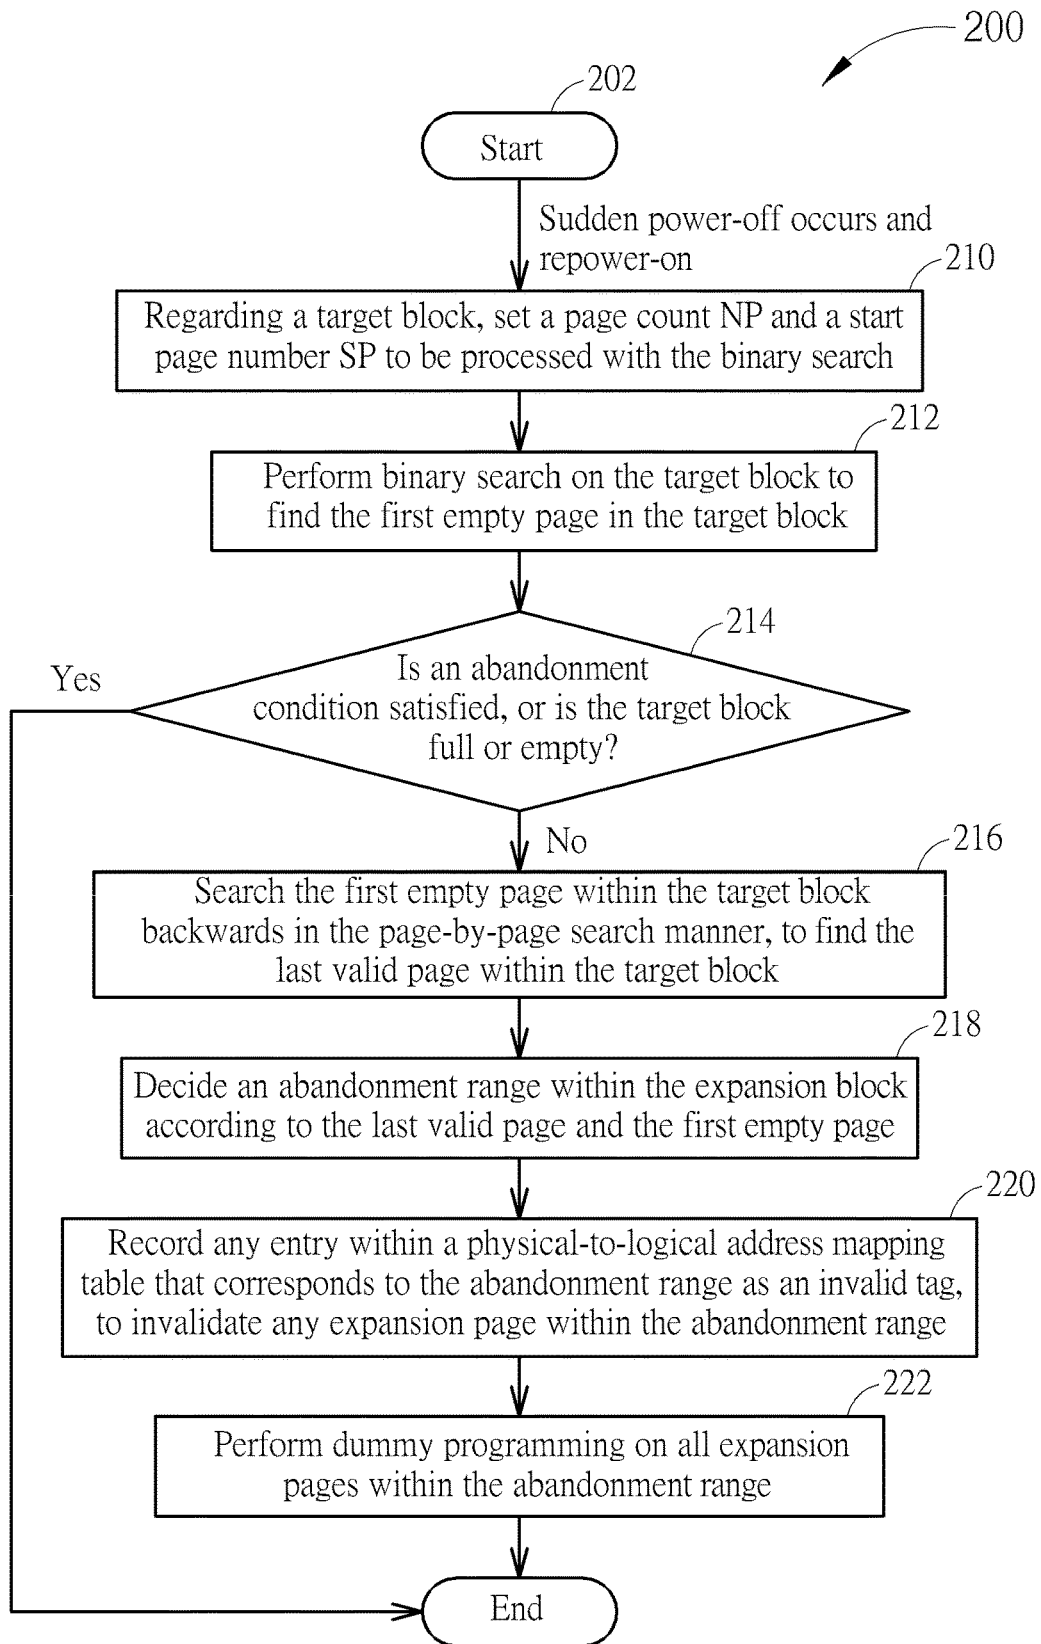 200
202
Start
Sudden power-off occurs and
repower-on
210
Regarding a target block, set a page count NP and a start
page number SP to be processed with the binary search
212
Perform binary search on the target block to
find the first empty page in the target block
214
Yes
Is an abandonment
condition satisfied, or is the target block
full or empty?
No
216
Search the first empty page within the target block
backwards in the page-by-page search manner, to find the
last valid page within the target block
218
Decide an abandonment range within the expansion block
according to the last valid page and the first empty page
220
Record any entry within a physical-to-logical address mapping
table that corresponds to the abandonment range as an invalid tag,
to invalidate any expansion page within the abandonment range
222
Perform dummy programming on all expansion
pages within the abandonment range
End